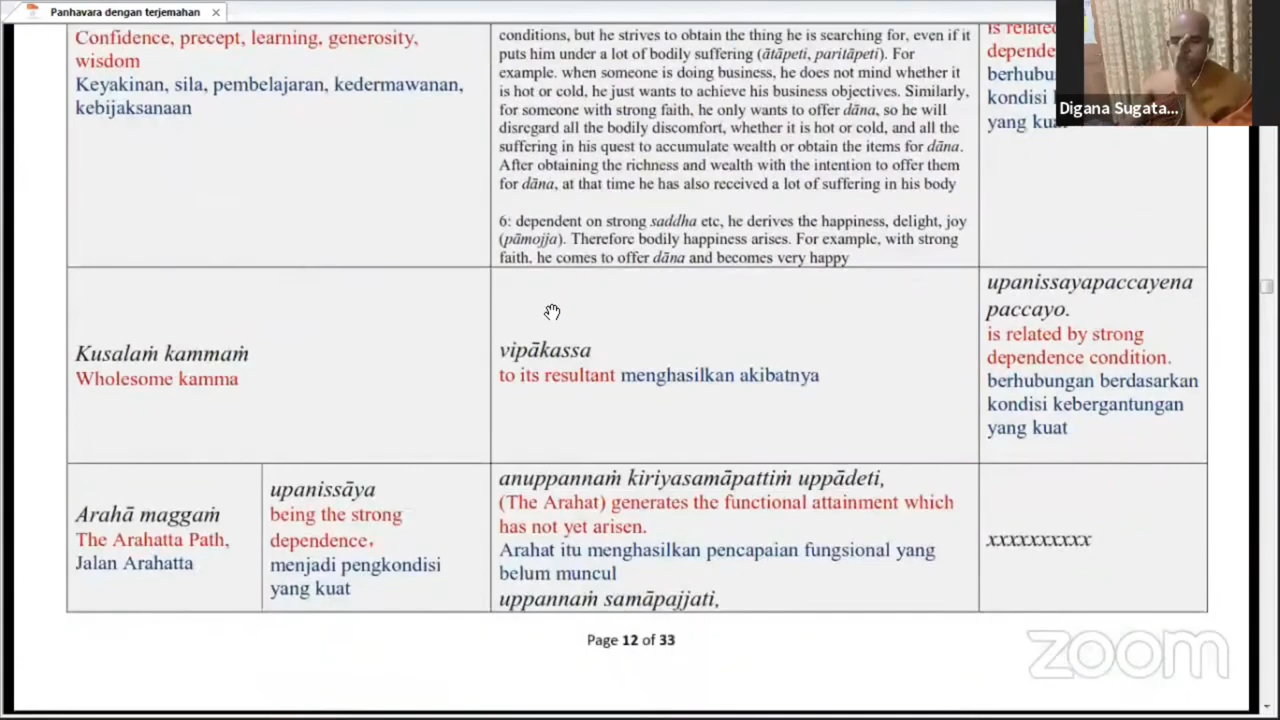 Panhavara dengan terjemahan
Confidence, precept, learning, generosity,
wisdom
Keyakinan, sila, pembelajaran, kedermawanan,
kebijaksanaan
conditions, but he strives to obtain the thing he is searching for, even if it
puts him under a lot of bodily suffering (ātāpeti, paritāpeti). For
example. when someone is doing business, he does not mind whether it
is hot or cold, he just wants to achieve his business objectives. Similarly,
for someone with strong faith, he only wants to offer dāna, so he will
disregard all the bodily discomfort, whether it is hot or cold, and all the
suffering in his quest to accumulate wealth or obtain the items for dāna.
After obtaining the richness and wealth with the intention to offer them
for dāna, at that time he has also received a lot of suffering in his body
6: dependent on strong saddha etc, he derives the happiness, delight, joy
(pāmojja). Therefore bodily happiness arises. For example, with strong
faith, he comes to offer dāna and becomes very happy
is related
depende
berhubu
kondisi
yang kua
Digana Sugata...
Kusalaṁ kammaṁ
Wholesome kamma
vipākassa
to its resultant menghasilkan akibatnya
upanissayapaccayena
paccayo.
is related by strong
dependence condition.
berhubungan berdasarkan
kondisi kebergantungan
yang kuat
Arahā maggaṁ
The Arahatta Path,
Jalan Arahatta
upanissāya
being the strong
dependence,
menjadi pengkondisi
yang kuat
anuppannaṁ kiriyasamāpattiṁ uppādeti,
(The Arahat) generates the functional attainment which
has not yet arisen.
Arahat itu menghasilkan pencapaian fungsional yang
belum muncul
uppannaṁ samāpajjati,
xxxxxxxxxx
Page 12 of 33
zoom